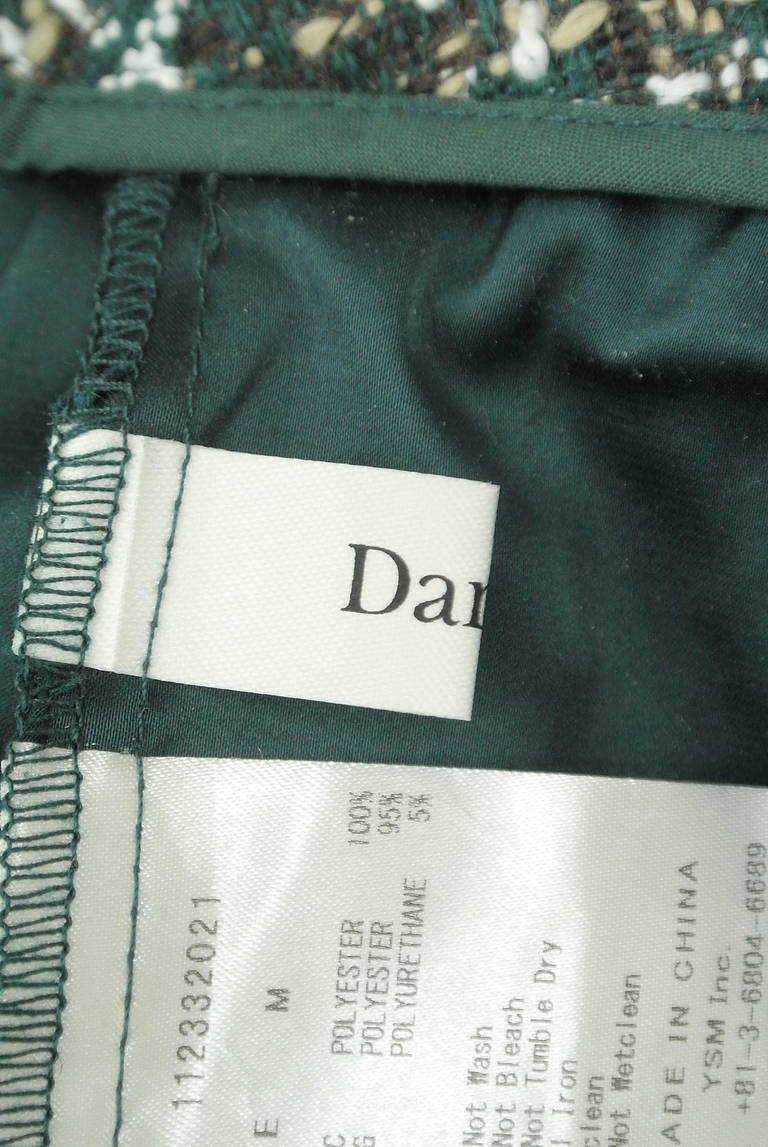 Dar
112332021
E M
C POLYESTER 100%
G POLYESTER 95%
POLYURETHANE 5%
Not Wash
Not Bleach
Not Tumble Dry
l Iron
clean
ot Wetclean
ADE IN CHINA
YSM Inc.
+81-3-6804-6689